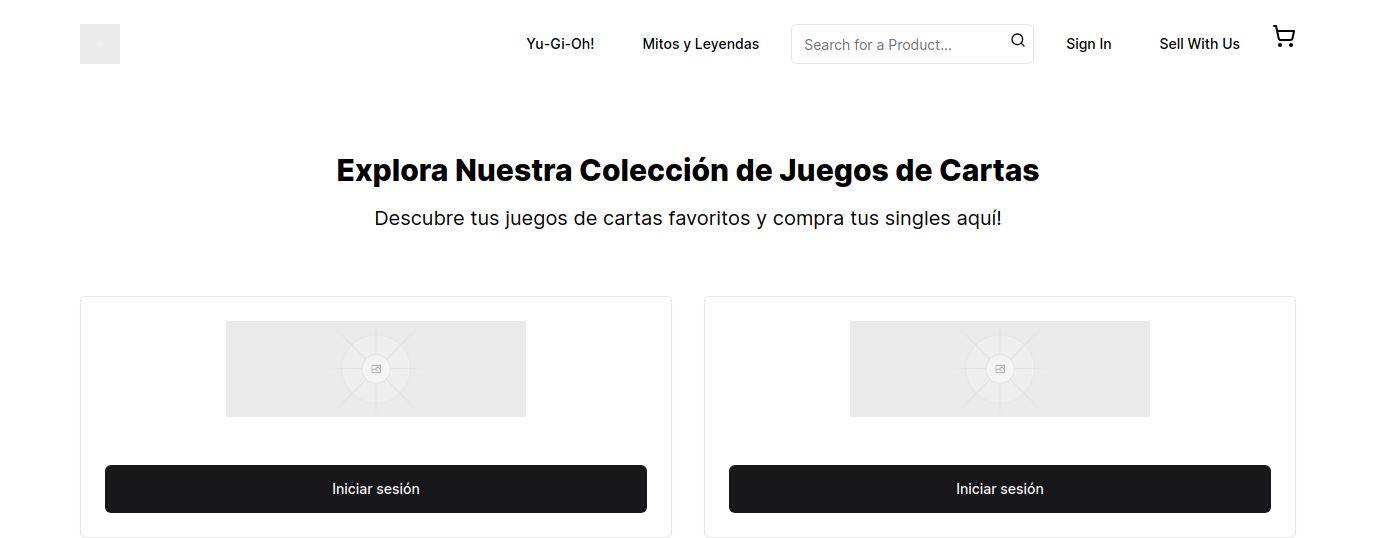 Yu-Gi-Oh! Mitos y Leyendas Search for a Product... Sign In Sell With Us
Explora Nuestra Colección de Juegos de Cartas
Descubre tus juegos de cartas favoritos y compra tus singles aquí!
Iniciar sesión Iniciar sesión